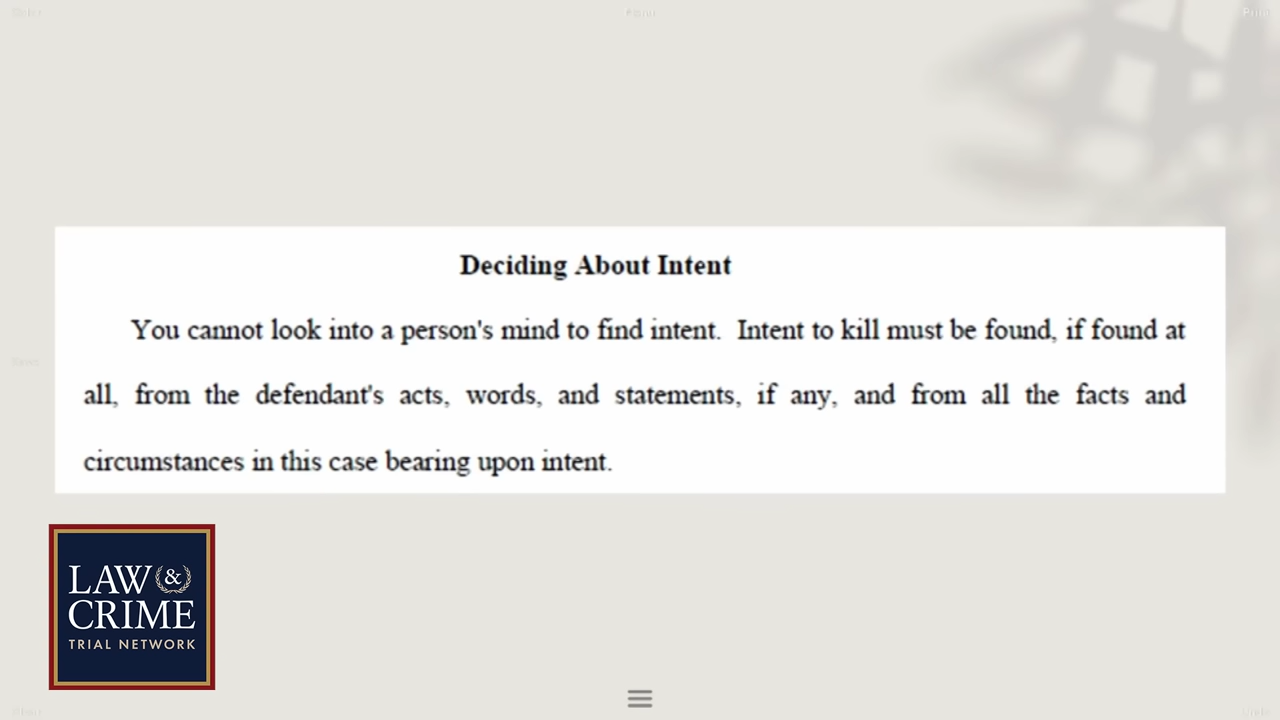 Deciding About Intent
You cannot look into a person's mind to find intent.  Intent to kill must be found, if found at
all, from the defendant's acts, words, and statements, if any, and from all the facts and
circumstances in this case bearing upon intent.
LAW &
CRIME
TRIAL NETWORK